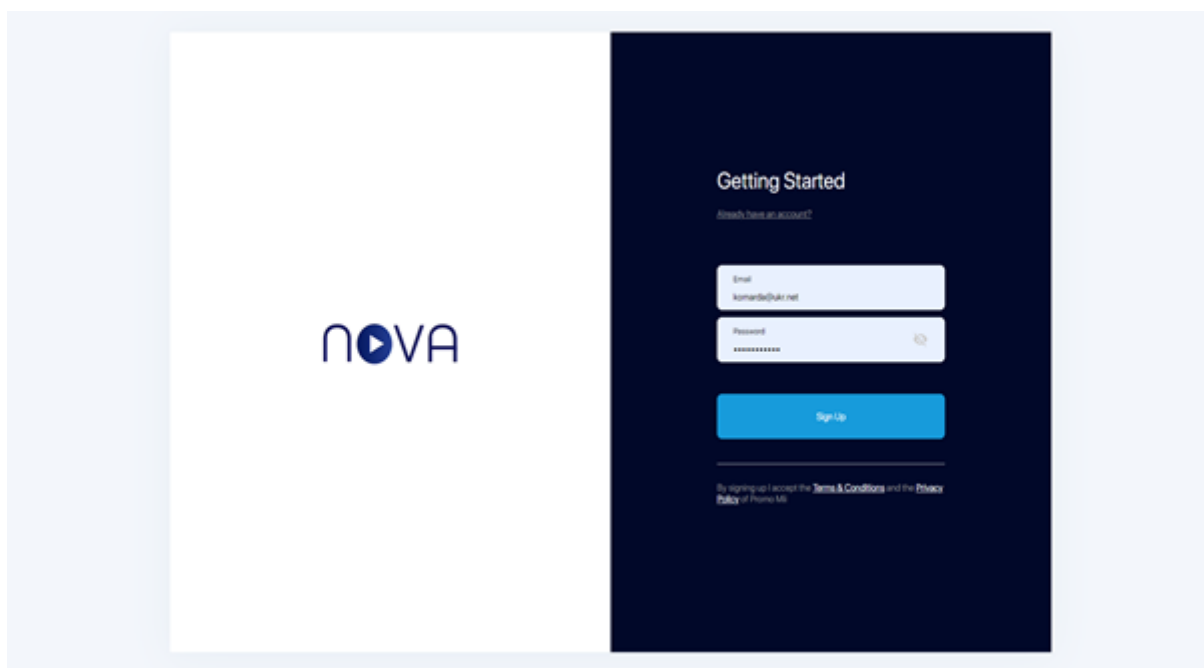 NOVA
Getting Started
Already have an account?
Email
komarda@ukr.net
Password
•••••••••••
Sign Up
By signing up I accept the Terms & Conditions and the Privacy
Policy of Promo Mii